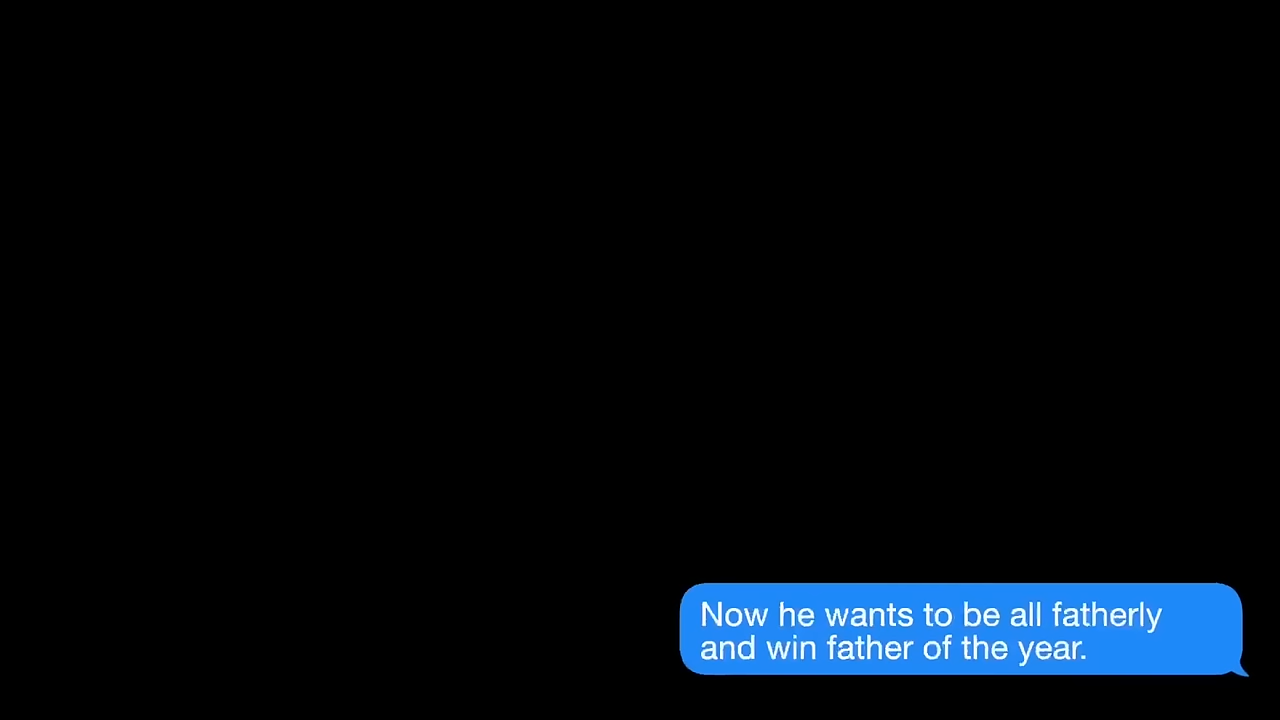 Now he wants to be all fatherly
and win father of the year.